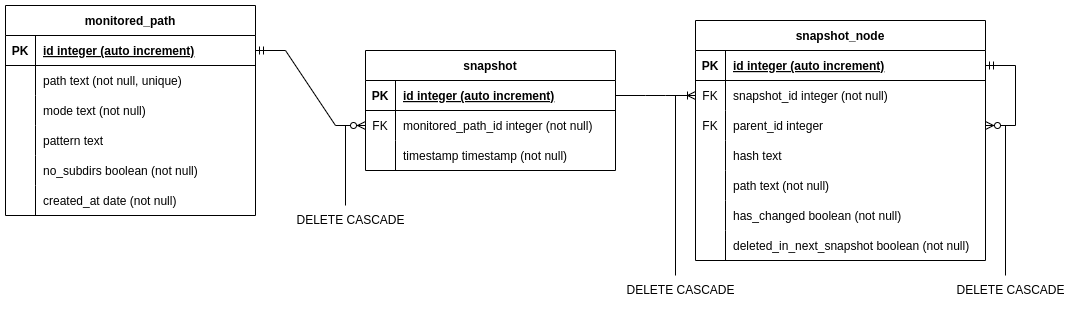 monitored_path
PK id integer (auto increment)
path text (not null, unique)
mode text (not null)
pattern text
no_subdirs boolean (not null)
created_at date (not null)
DELETE CASCADE
snapshot
PK id integer (auto increment)
FK monitored_path_id integer (not null)
timestamp timestamp (not null)
DELETE CASCADE
snapshot_node
PK id integer (auto increment)
FK snapshot_id integer (not null)
FK parent_id integer
hash text
path text (not null)
has_changed boolean (not null)
deleted_in_next_snapshot boolean (not null)
DELETE CASCADE